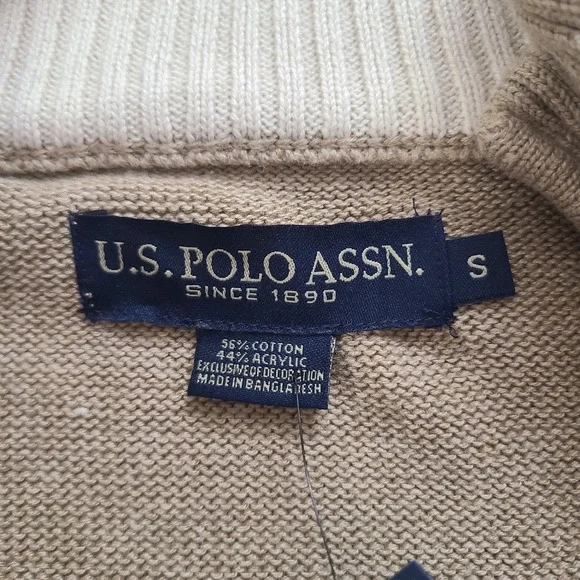 U.S. POLO ASSN.
SINCE 1890
S
56% COTTON
44% ACRYLIC
EXCLUSIVE OF DECORATION
MADE IN BANGLADESH